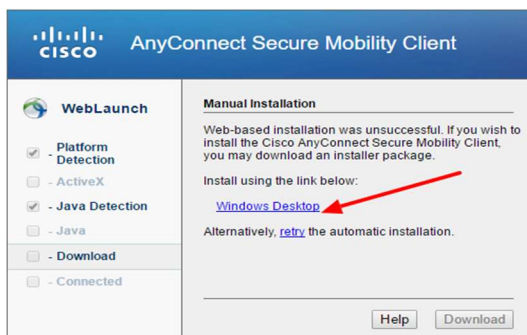 CISCO
AnyConnect Secure Mobility Client
WebLaunch
- Platform
Detection
- ActiveX
- Java Detection
- Java
- Download
- Connected
Manual Installation
Web-based installation was unsuccessful. If you wish to
install the Cisco AnyConnect Secure Mobility Client,
you may download an installer package.
Install using the link below:
Windows Desktop
Alternatively, retry the automatic installation.
Help
Download